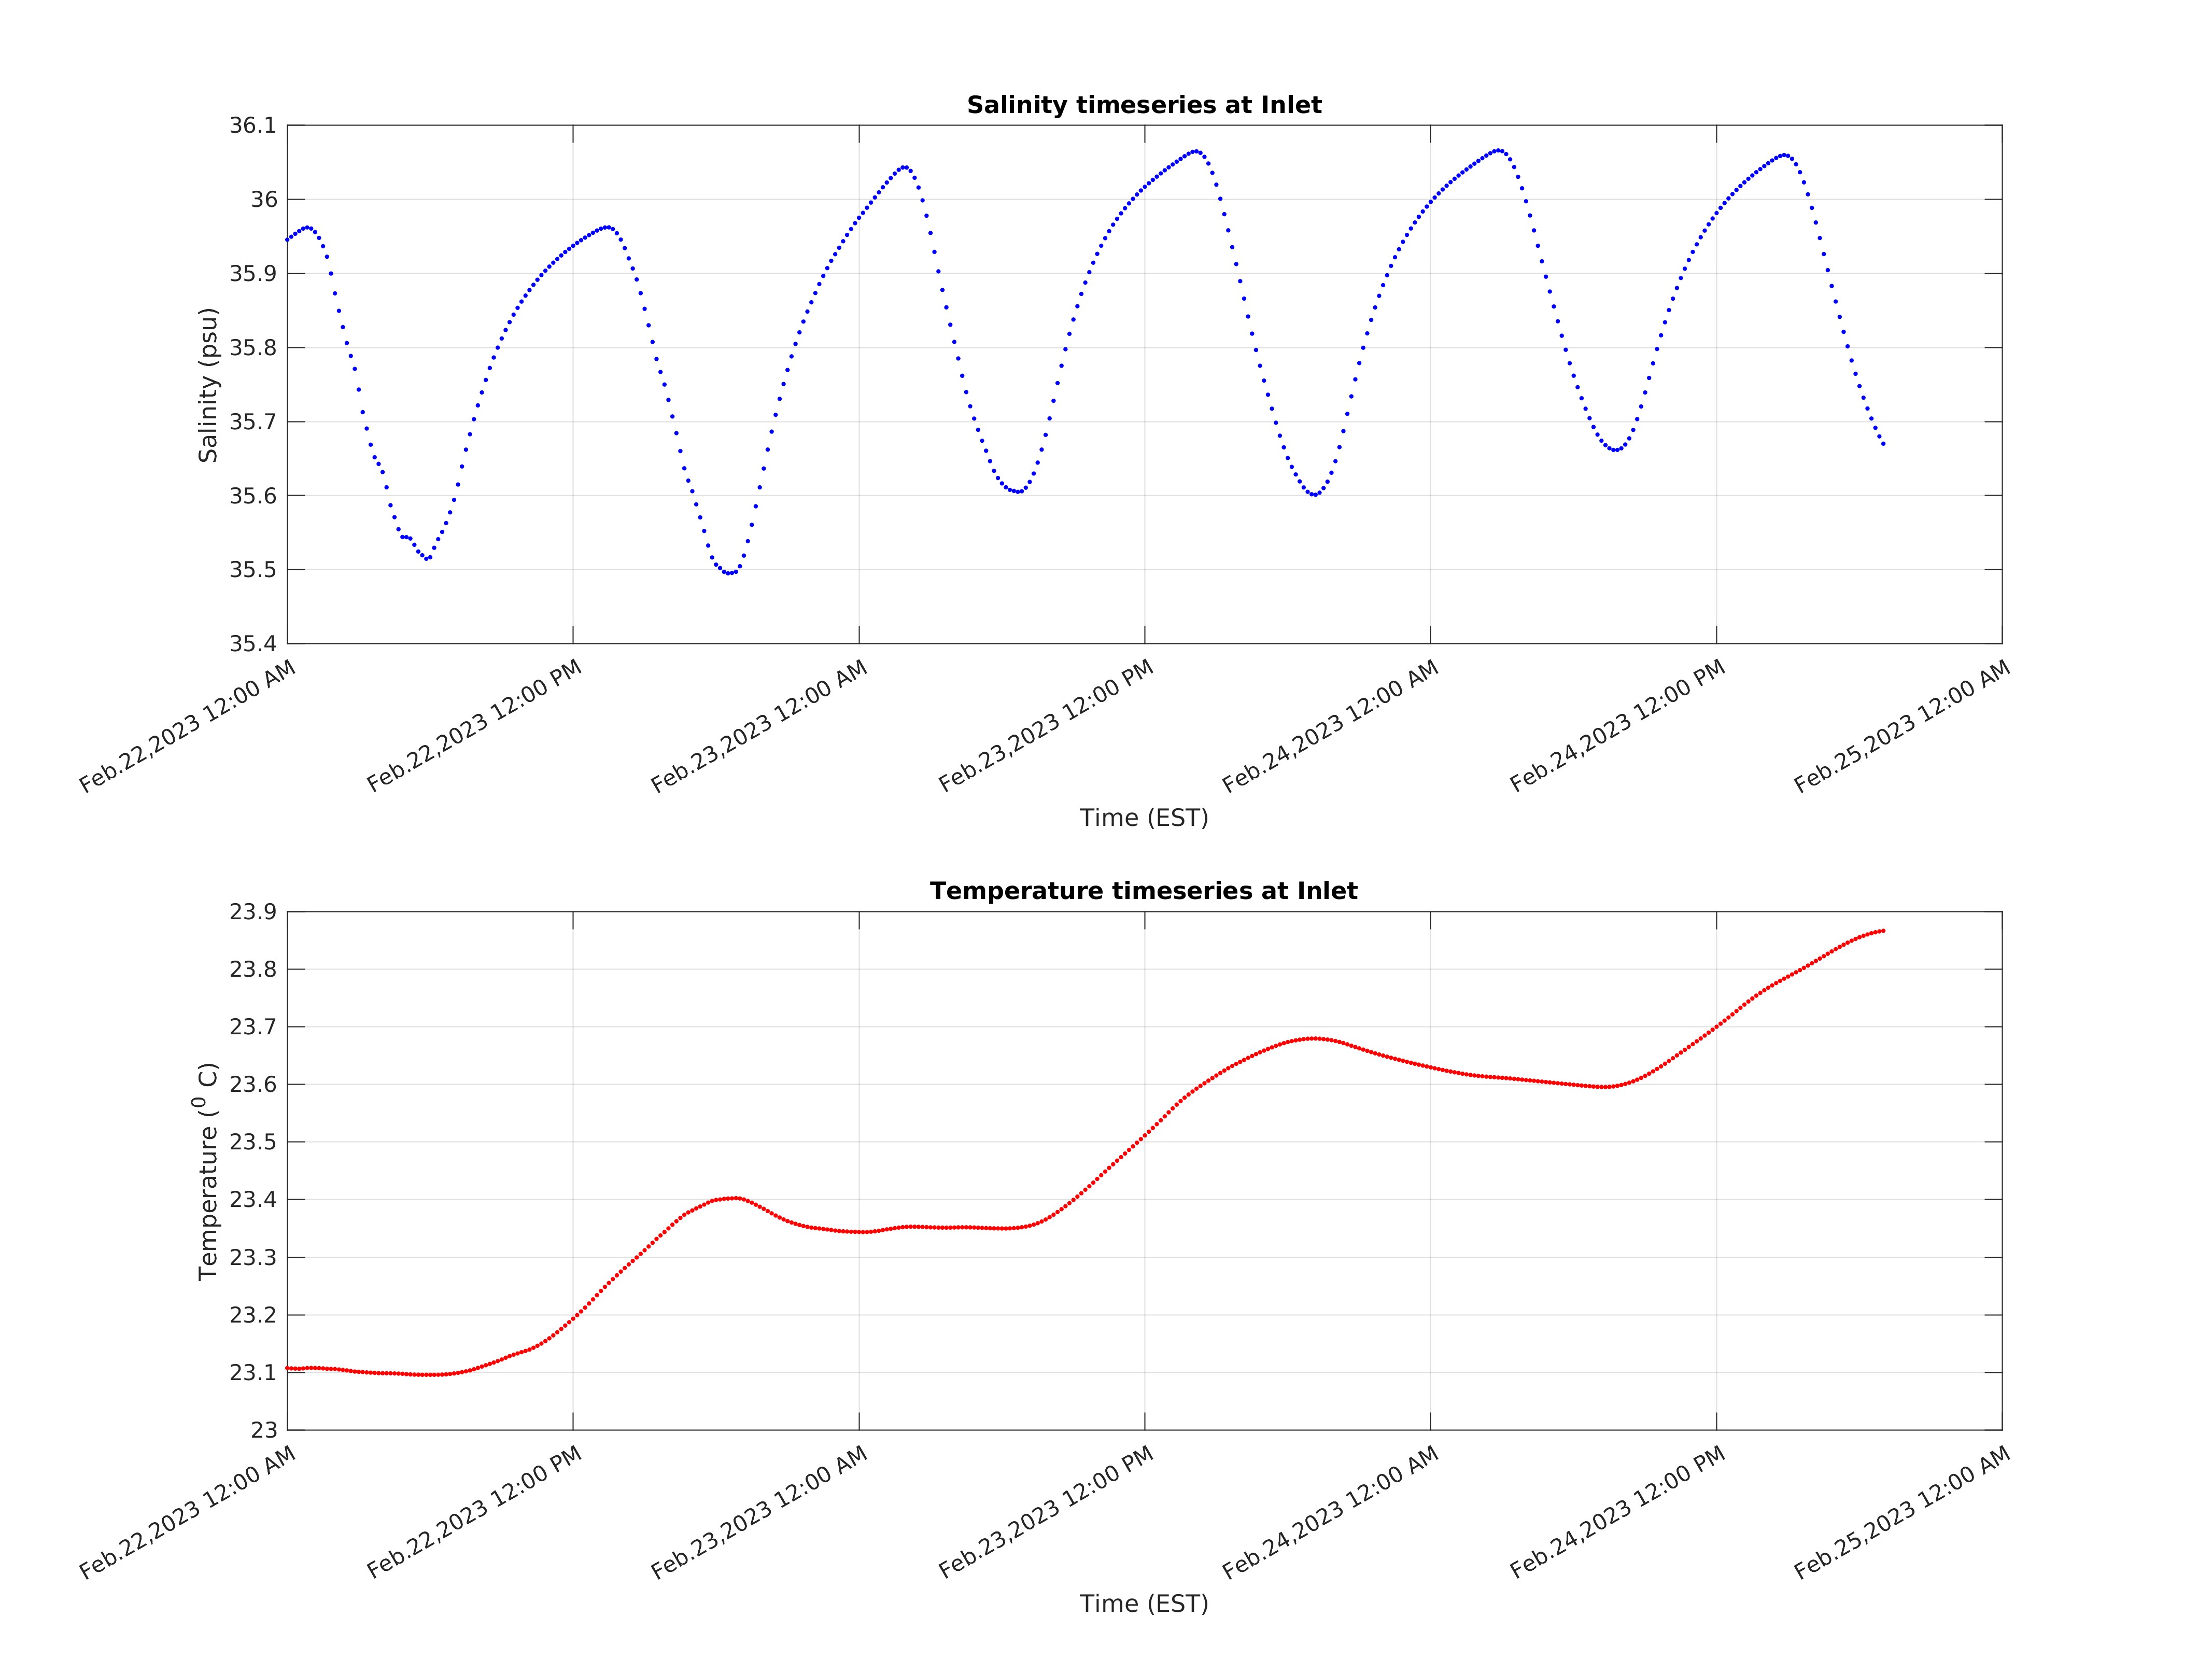 Salinity timeseries at Inlet
36.1
36
35.9
35.8
35.7
35.6
35.5
35.4
Salinity (psu)
Feb.22,2023 12:00 AM
Feb.22,2023 12:00 PM
Feb.23,2023 12:00 AM
Feb.23,2023 12:00 PM
Feb.24,2023 12:00 AM
Feb.24,2023 12:00 PM
Feb.25,2023 12:00 AM
Time (EST)
Temperature timeseries at Inlet
23.9
23.8
23.7
23.6
23.5
23.4
23.3
23.2
23.1
23
Temperature (⁰ C)
Feb.22,2023 12:00 AM
Feb.22,2023 12:00 PM
Feb.23,2023 12:00 AM
Feb.23,2023 12:00 PM
Feb.24,2023 12:00 AM
Feb.24,2023 12:00 PM
Feb.25,2023 12:00 AM
Time (EST)